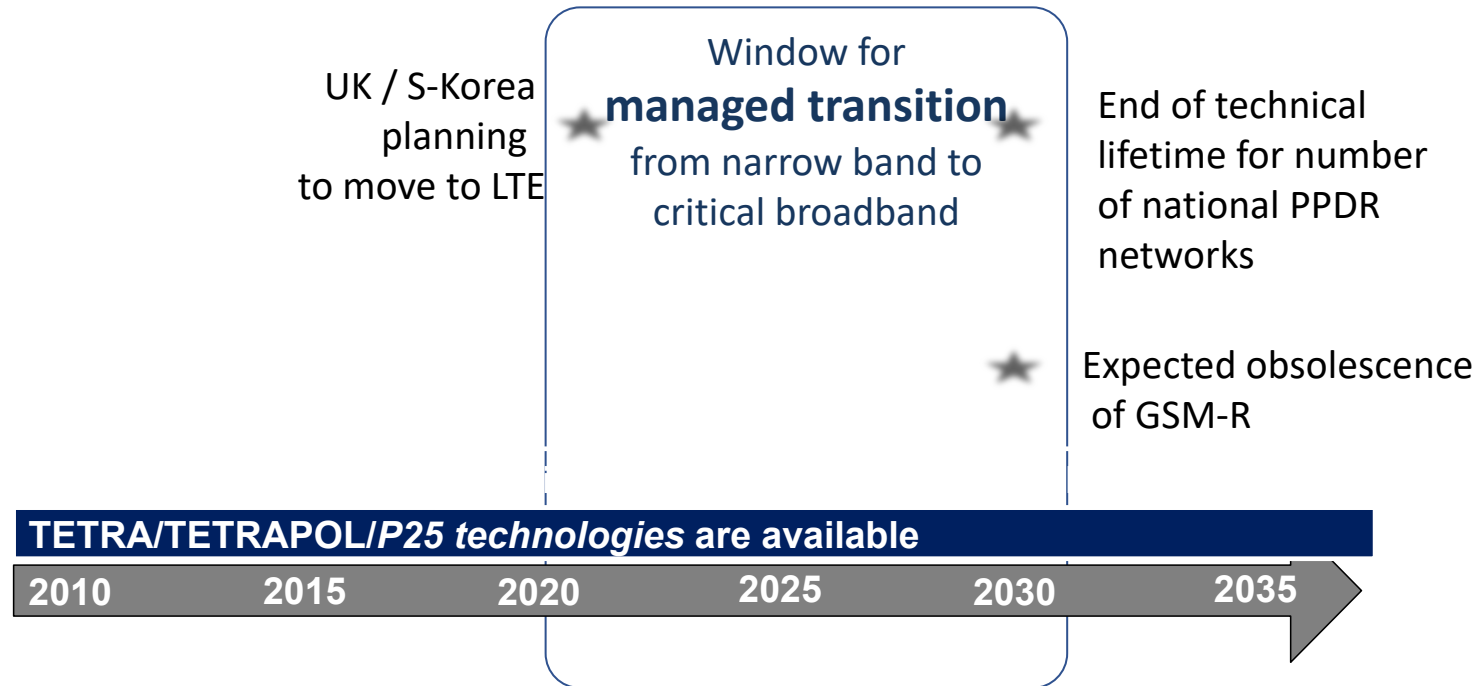 UK / S-Korea
planning
to move to LTE
Window for
managed transition
from narrow band to
critical broadband
End of technical
lifetime for number
of national PPDR
networks
Expected obsolescence
of GSM-R
TETRA/TETRAPOL/P25 technologies are available
2010 2015 2020 2025 2030 2035